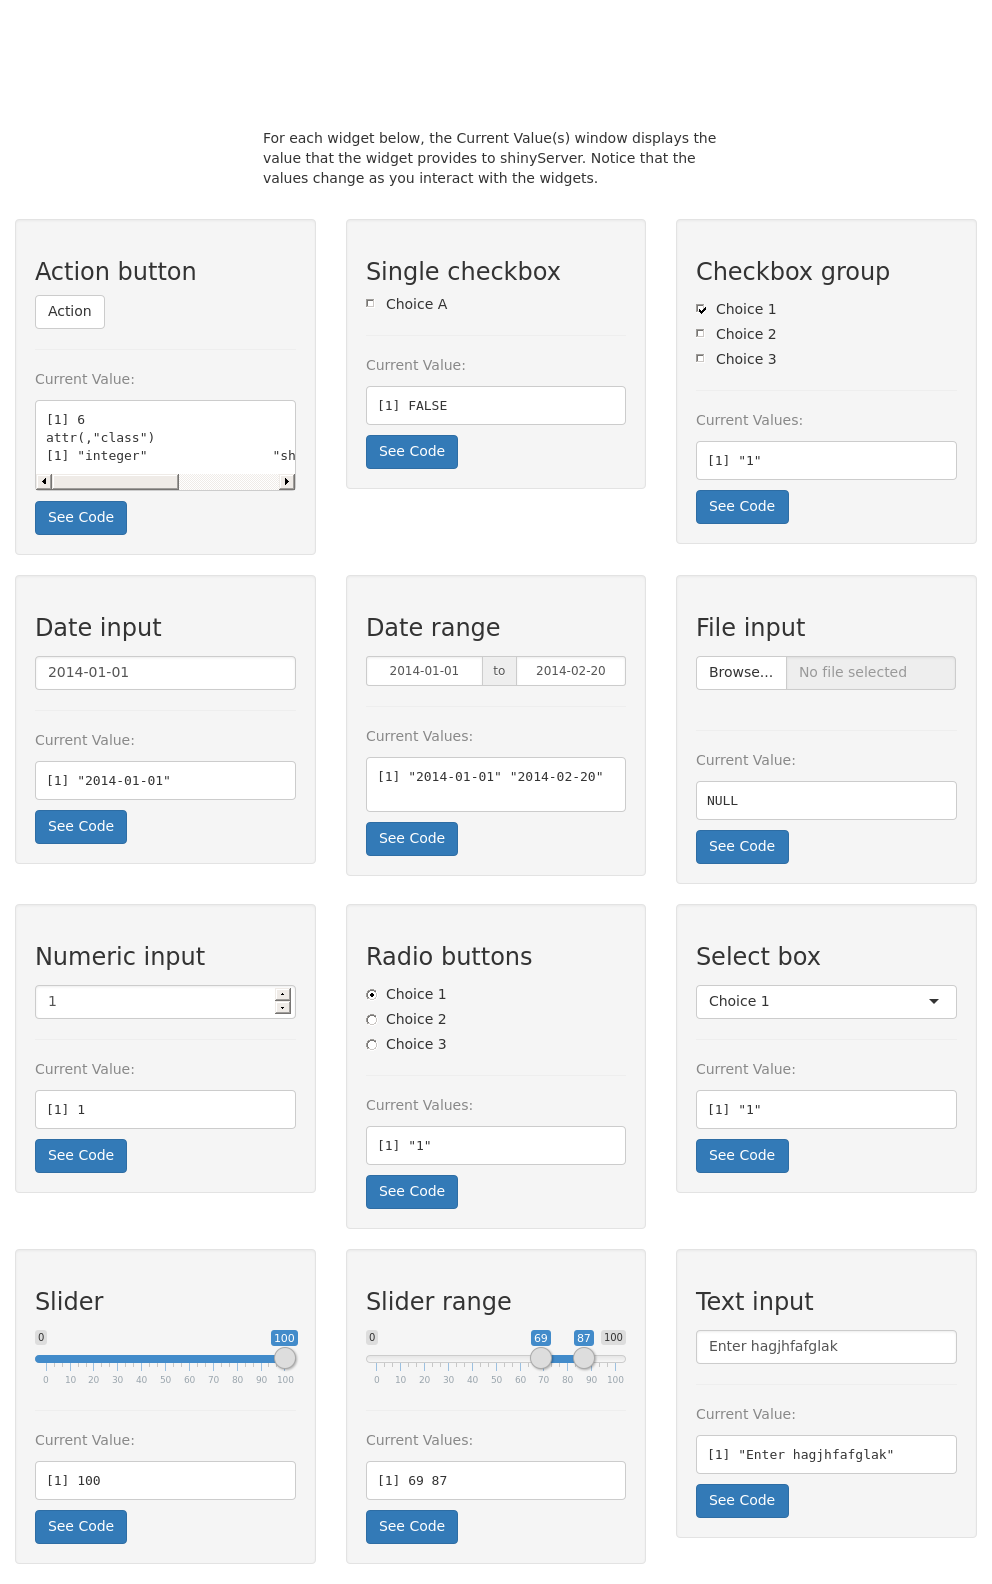 For each widget below, the Current Value(s) window displays the
value that the widget provides to shinyServer. Notice that the
values change as you interact with the widgets.
Action button
Action
Current Value:
[1] 6
attr(,"class")
[1] "integer"                "sh
See Code
Single checkbox
Choice A
Current Value:
[1] FALSE
See Code
Checkbox group
Choice 1
Choice 2
Choice 3
Current Values:
[1] "1"
See Code
Date input
2014-01-01
Current Value:
[1] "2014-01-01"
See Code
Date range
2014-01-01 to 2014-02-20
Current Values:
[1] "2014-01-01" "2014-02-20"
See Code
File input
Browse... No file selected
Current Value:
NULL
See Code
Numeric input
1
Current Value:
[1] 1
See Code
Radio buttons
Choice 1
Choice 2
Choice 3
Current Values:
[1] "1"
See Code
Select box
Choice 1
Current Value:
[1] "1"
See Code
Slider
0 100
0 10 20 30 40 50 60 70 80 90 100
Current Value:
[1] 100
See Code
Slider range
0 69 87 100
0 10 20 30 40 50 60 70 80 90 100
Current Values:
[1] 69 87
See Code
Text input
Enter hagjhfafglak
Current Value:
[1] "Enter hagjhfafglak"
See Code